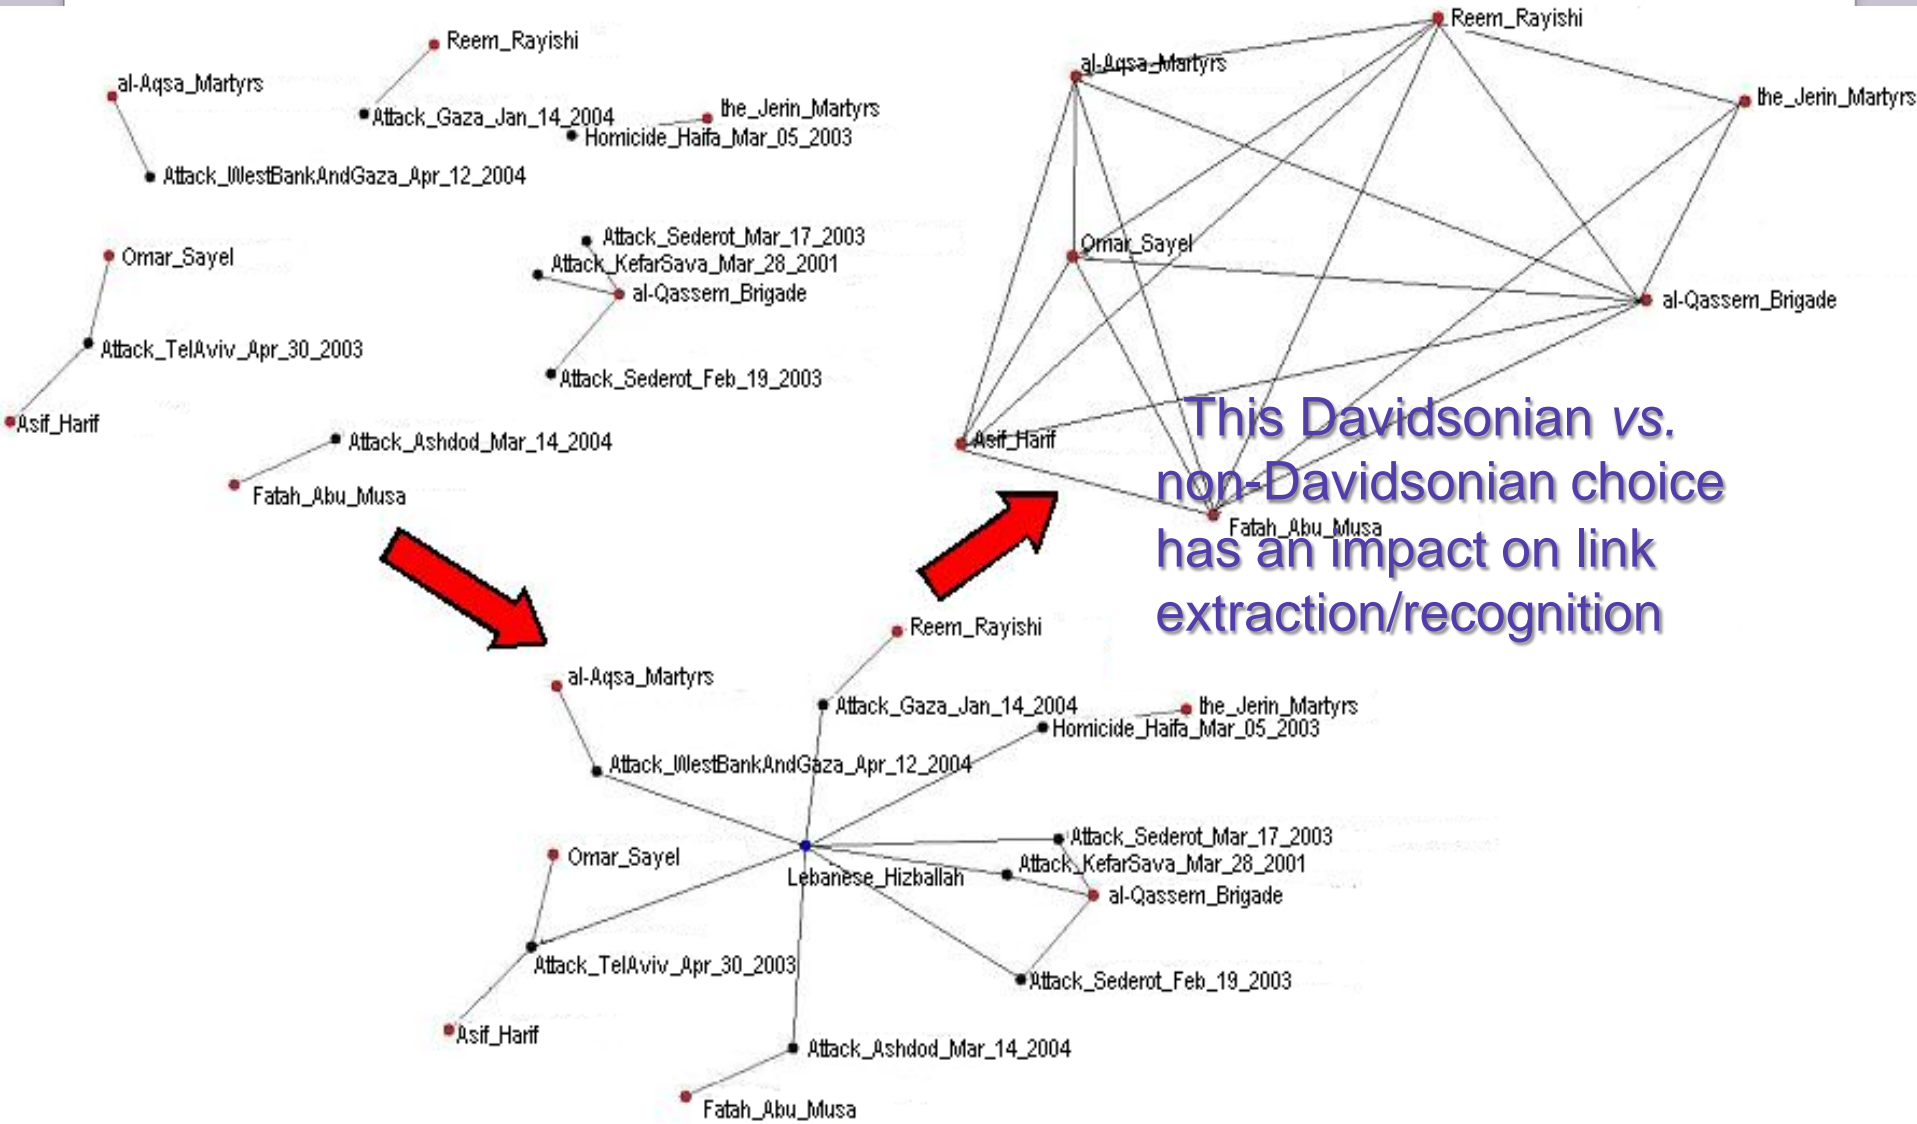 Reem_Rayishi
al-Aqsa_Martyrs
Attack_Gaza_Jan_14_2004
the_Jerin_Martyrs
Homicide_Haifa_Mar_05_2003
Attack_WestBankAndGaza_Apr_12_2004
Omar_Sayel
Attack_Sederot_Mar_17_2003
Attack_KefarSava_Mar_28_2001
al-Qassem_Brigade
Attack_TelAviv_Apr_30_2003
Attack_Sederot_Feb_19_2003
Asif_Harif
Attack_Ashdod_Mar_14_2004
Fatah_Abu_Musa
Reem_Rayishi
al-Aqsa_Martyrs
the_Jerin_Martyrs
Omar_Sayel
al-Qassem_Brigade
Asif_Harif
Fatah_Abu_Musa
This Davidsonian vs.
non-Davidsonian choice
has an impact on link
extraction/recognition
Reem_Rayishi
al-Aqsa_Martyrs
Attack_Gaza_Jan_14_2004
the_Jerin_Martyrs
Homicide_Haifa_Mar_05_2003
Attack_WestBankAndGaza_Apr_12_2004
Attack_Sederot_Mar_17_2003
Omar_Sayel
Attack_KefarSava_Mar_28_2001
Lebanese_Hizballah
al-Qassem_Brigade
Attack_TelAviv_Apr_30_2003
Attack_Sederot_Feb_19_2003
Asif_Harif
Attack_Ashdod_Mar_14_2004
Fatah_Abu_Musa